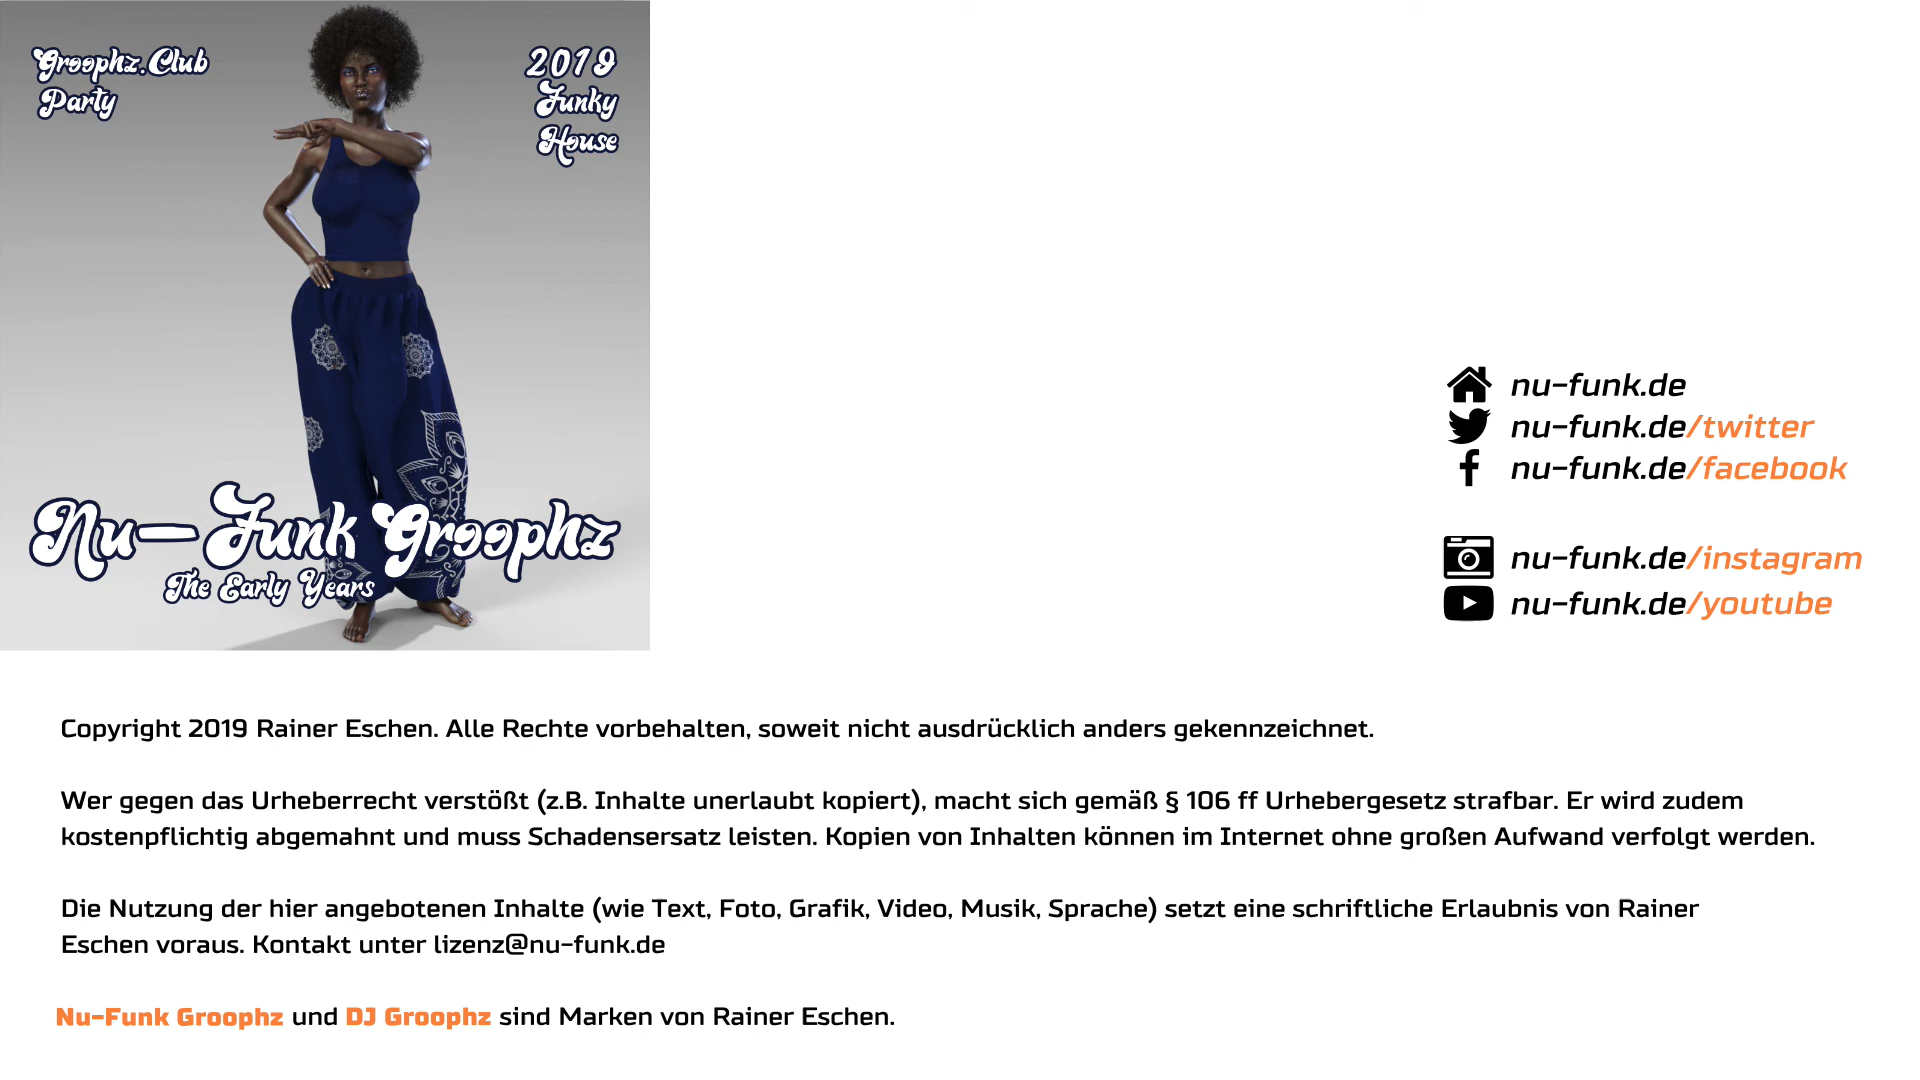 Groophz.Club
Party
2019
Funky
House
Nu-Funk Groophz
The Early Years
nu-funk.de
nu-funk.de/twitter
nu-funk.de/facebook
nu-funk.de/instagram
nu-funk.de/youtube
Copyright 2019 Rainer Eschen. Alle Rechte vorbehalten, soweit nicht ausdrücklich anders gekennzeichnet.
Wer gegen das Urheberrecht verstößt (z.B. Inhalte unerlaubt kopiert), macht sich gemäß § 106 ff Urhebergesetz strafbar. Er wird zudem
kostenpflichtig abgemahnt und muss Schadensersatz leisten. Kopien von Inhalten können im Internet ohne großen Aufwand verfolgt werden.
Die Nutzung der hier angebotenen Inhalte (wie Text, Foto, Grafik, Video, Musik, Sprache) setzt eine schriftliche Erlaubnis von Rainer
Eschen voraus. Kontakt unter lizenz@nu-funk.de
Nu-Funk Groophz und DJ Groophz sind Marken von Rainer Eschen.